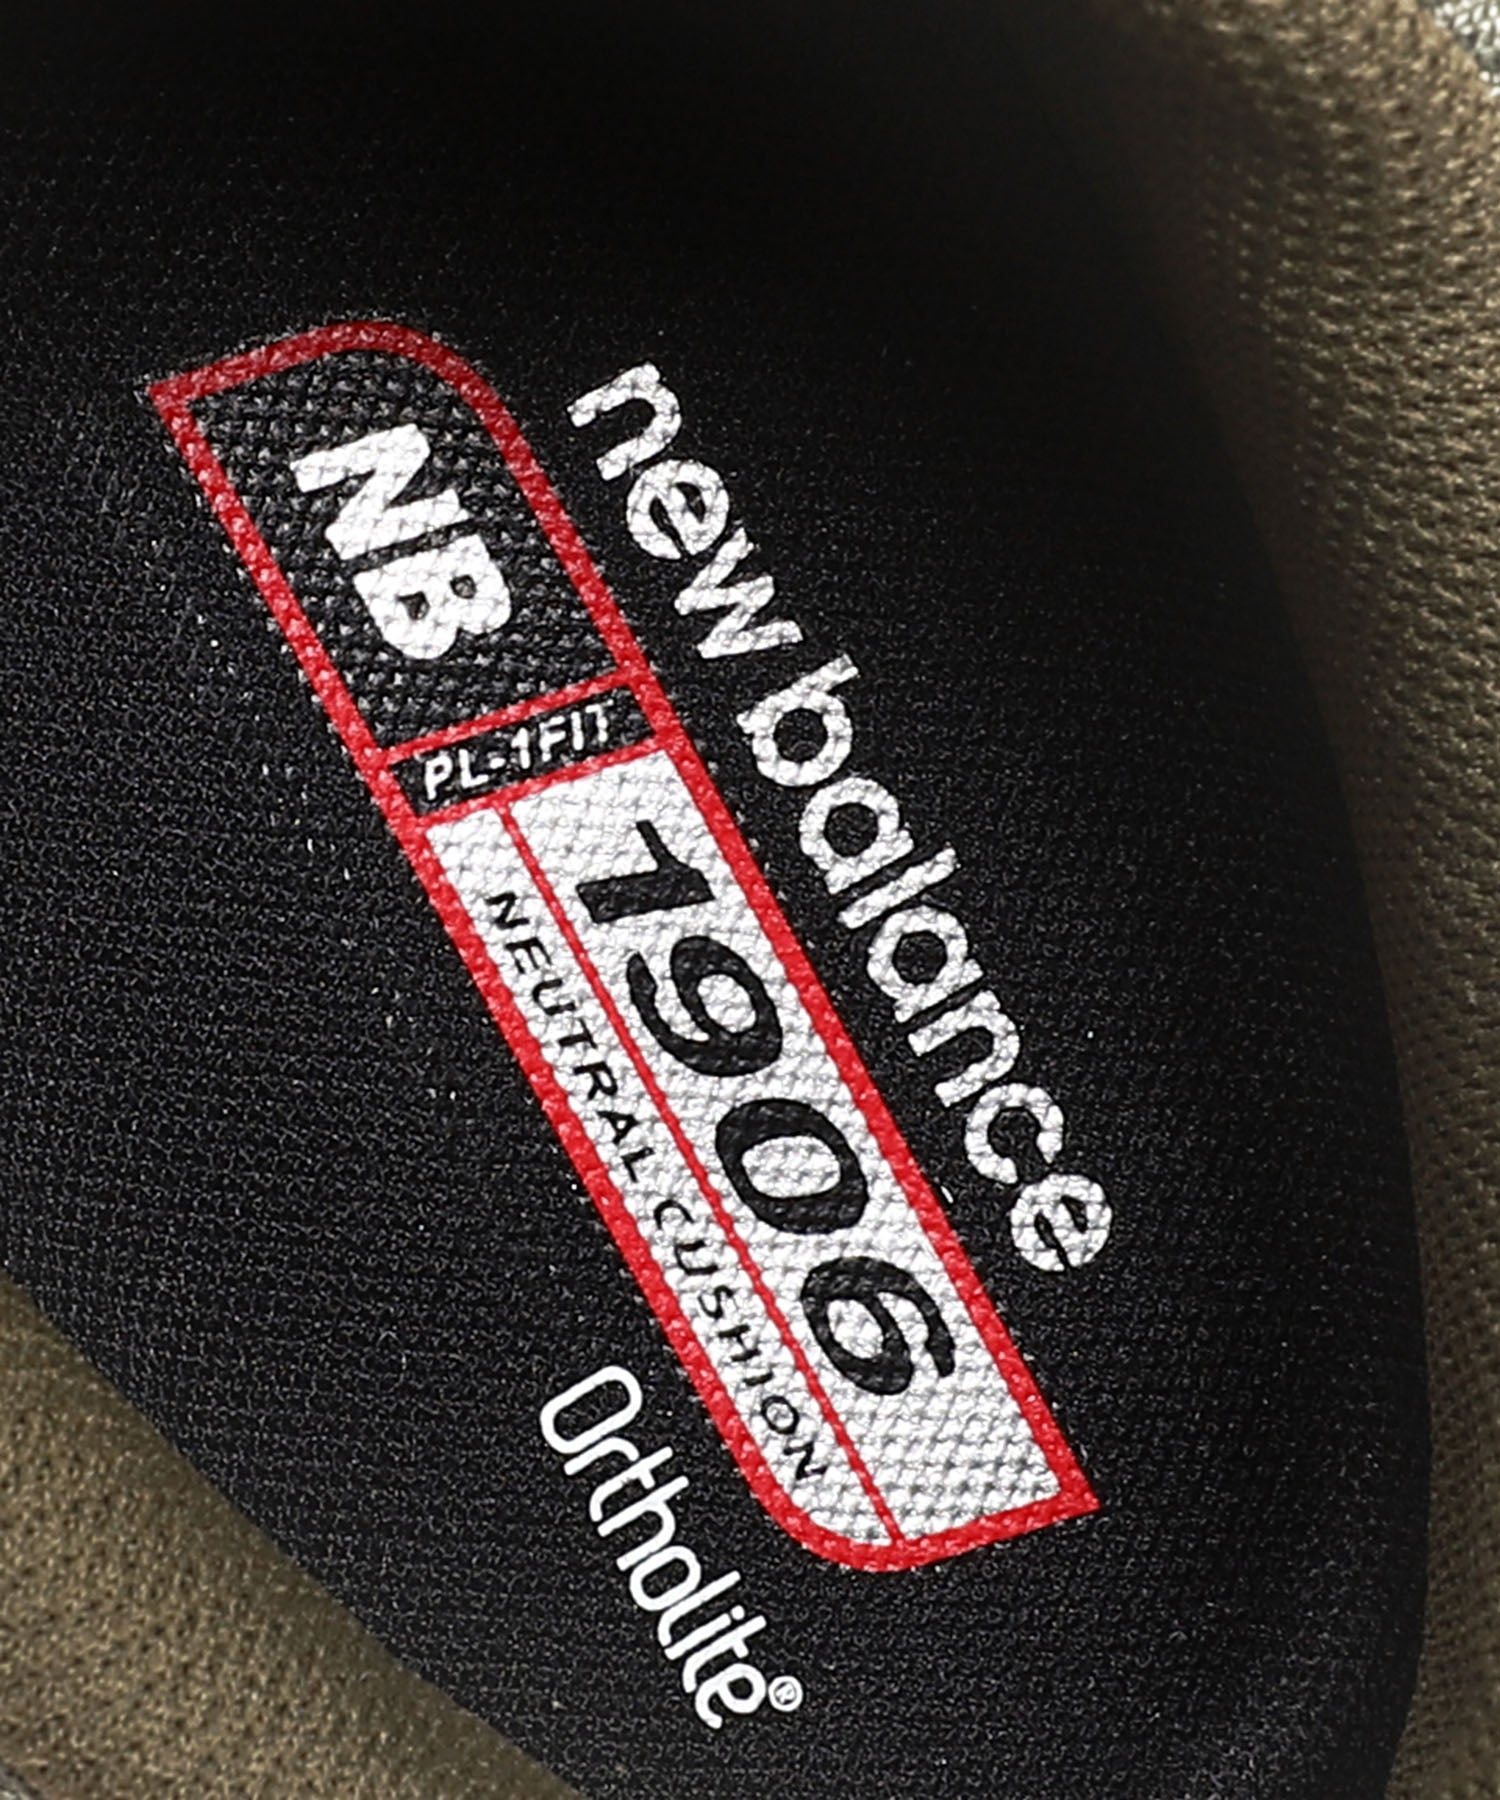 new balance
NB
PL-1FIT
1906
NEUTRAL CUSHION
Ortholite®